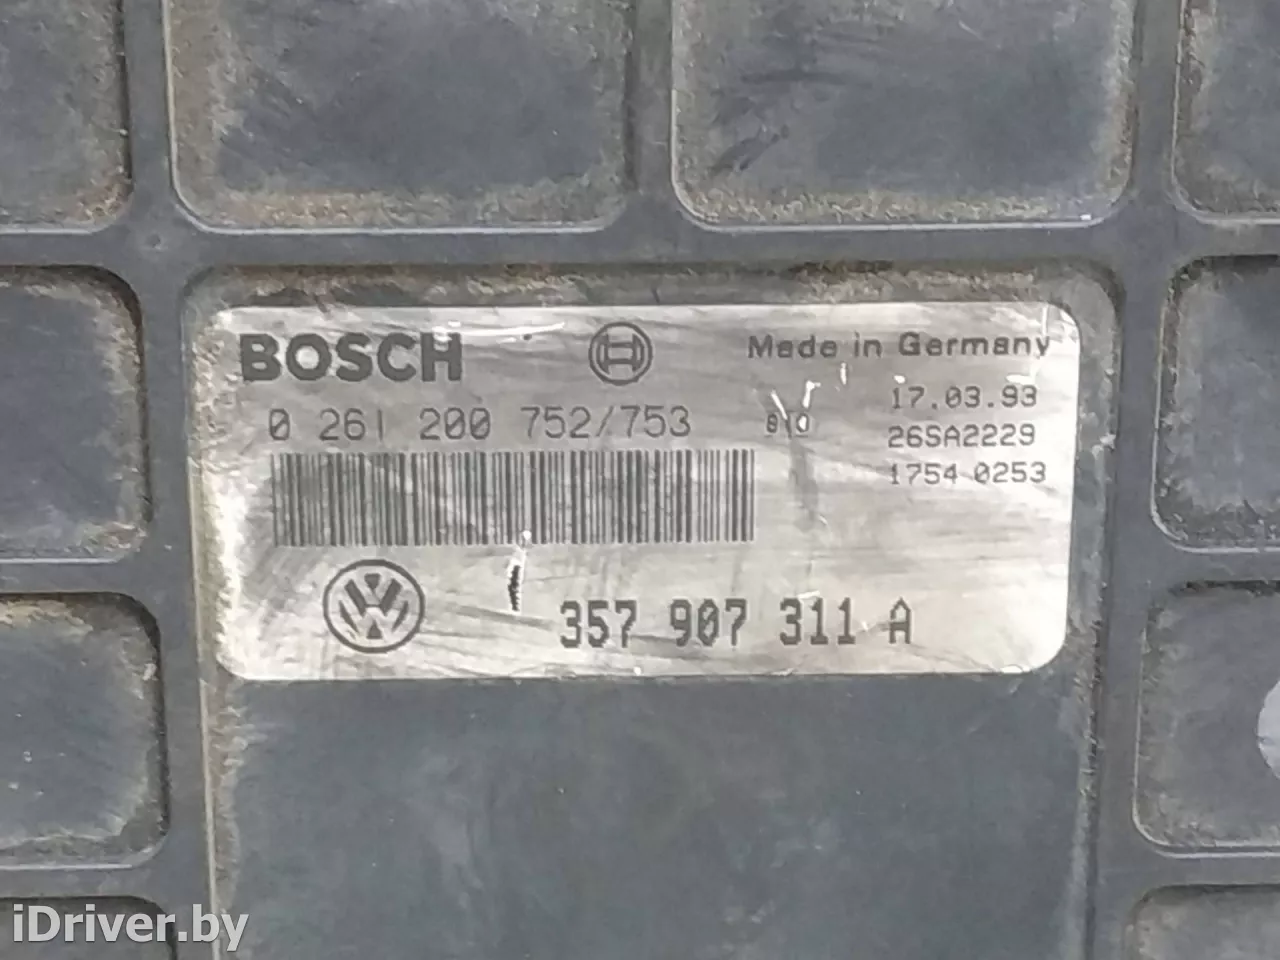 BOSCH
Made in Germany
0 261 200 752/753
17.03.93
26SA2229
1754 0253
357 907 311 A
iDriver.by